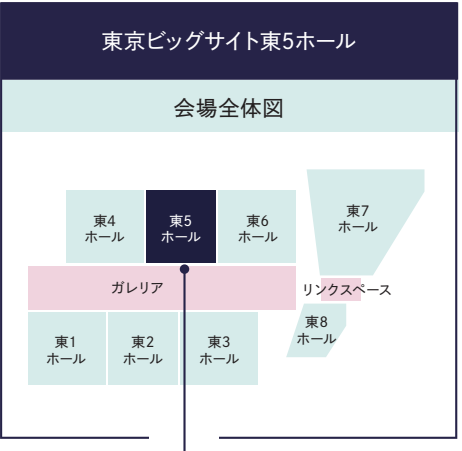 東京ビッグサイト東5ホール
会場全体図
東4
ホール
東5
ホール
東6
ホール
東7
ホール
ガレリア
リンクスペース
東1
ホール
東2
ホール
東3
ホール
東8
ホール